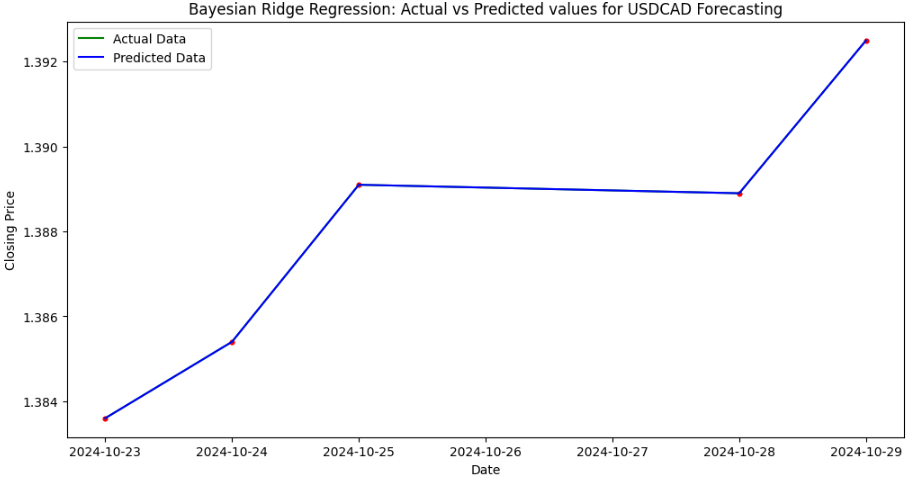 Bayesian Ridge Regression: Actual vs Predicted values for USDCAD Forecasting
Actual Data
Predicted Data
1.392
1.390
1.388
1.386
1.384
Closing Price
2024-10-23 2024-10-24 2024-10-25 2024-10-26 2024-10-27 2024-10-28 2024-10-29
Date